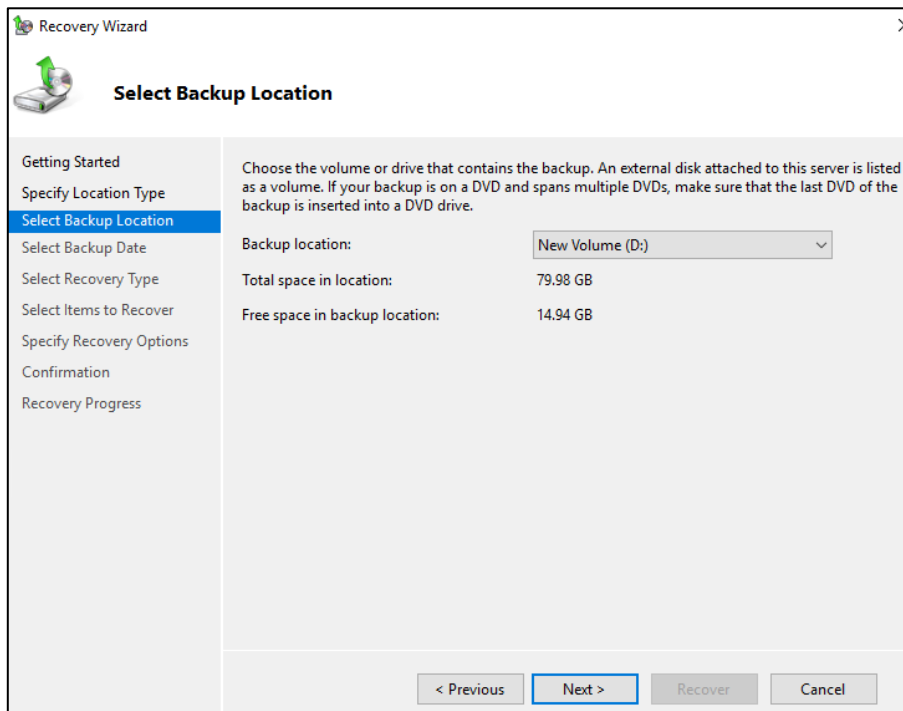 Recovery Wizard
Select Backup Location
Getting Started
Specify Location Type
Select Backup Location
Select Backup Date
Select Recovery Type
Select Items to Recover
Specify Recovery Options
Confirmation
Recovery Progress
Choose the volume or drive that contains the backup. An external disk attached to this server is listed
as a volume. If your backup is on a DVD and spans multiple DVDs, make sure that the last DVD of the
backup is inserted into a DVD drive.
Backup location: New Volume (D:)
Total space in location: 79.98 GB
Free space in backup location: 14.94 GB
< Previous Next > Recover Cancel